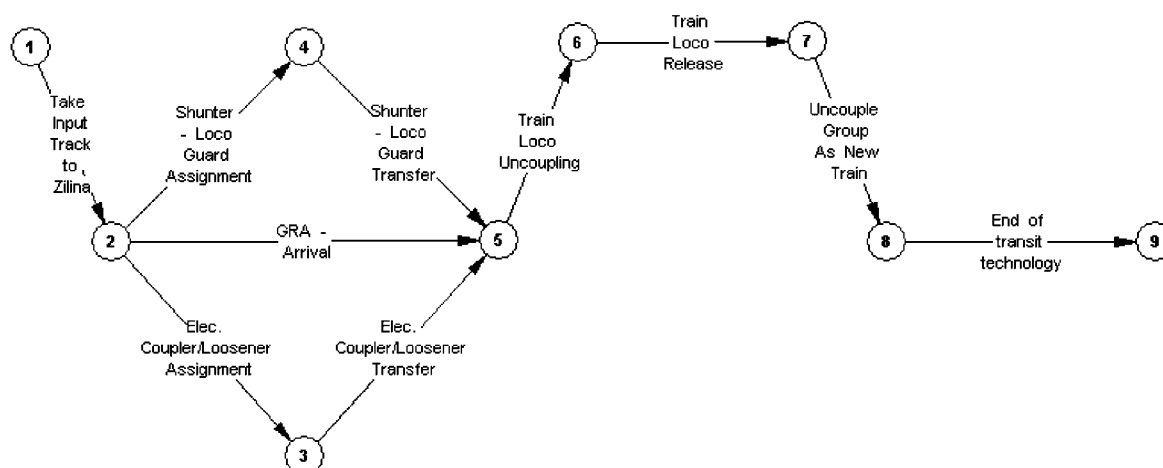 1
Take
Input
Track
to ,
Zilina
2
Shunter
- Loco
Guard
Assignment
4
Shunter
- Loco
Guard
Transfer
GRA -
Arrival
Elec.
Coupler/Loosener
Assignment
3
Elec.
Coupler/Loosener
Transfer
5
Train
Loco
Uncoupling
6
Train
Loco
Release
7
Uncouple
Group
As New
Train
8
End of
transit
technology
9